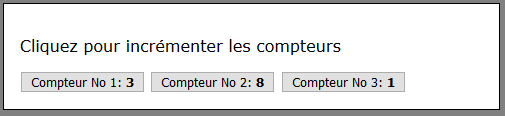 Cliquez pour incrémenter les compteurs
Compteur No 1: 3 Compteur No 2: 8 Compteur No 3: 1